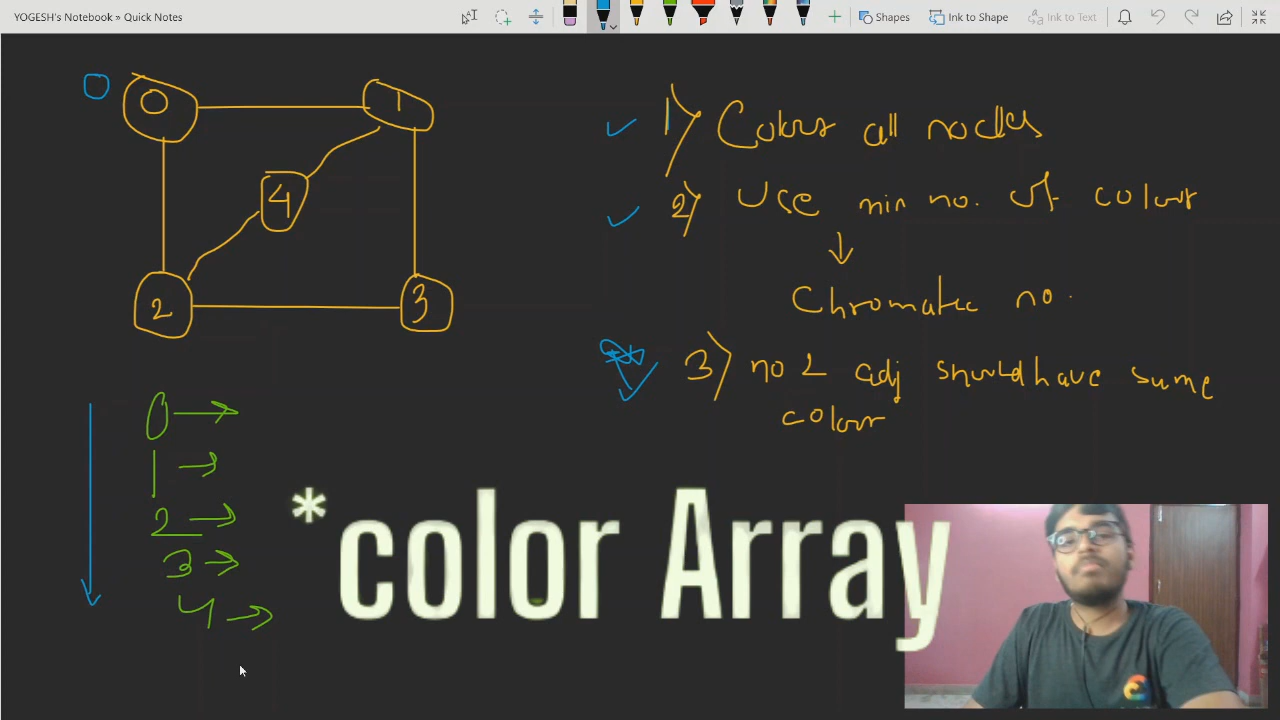 YOGESH's Notebook » Quick Notes
Shapes
Ink to Shape
Ink to Text
0
1
4
2
3
1) Colors all nodes
2) Use min no. of colour
Chromatic no.
3) no 2 adj should have same
colour
0 →
1 →
2 →
3 →
4 →
*color Array